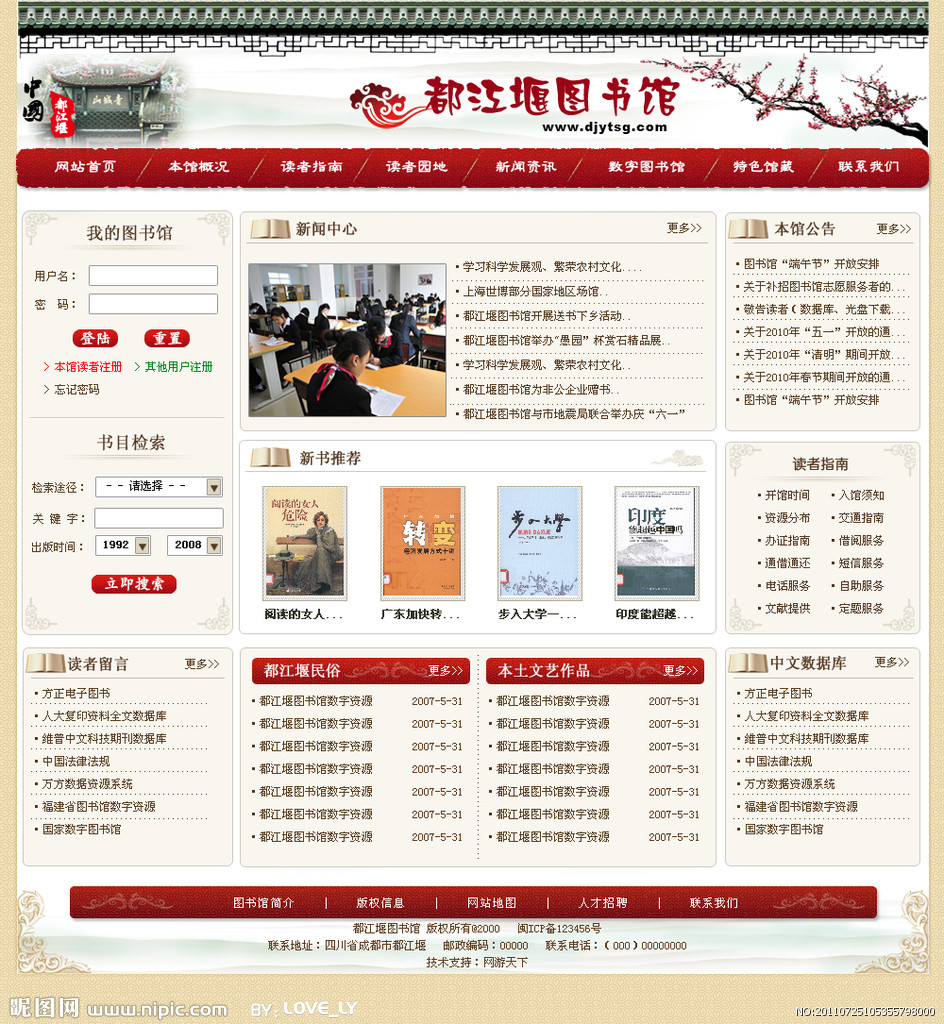 中國
都江堰
都江堰图书馆
www.djytsg.com
网站首页 本馆概况 读者指南 读者园地 新闻资讯 数字图书馆 特色馆藏 联系我们
我的图书馆
用户名：
密 码：
登陆 重置
> 本馆读者注册 > 其他用户注册
> 忘记密码
书目检索
检索途径： - - 请选择 - -
关 键 字：
出版时间： 1992 2008
立即搜索
新闻中心 更多>>
学习科学发展观、繁荣农村文化....
上海世博部分国家地区场馆..
都江堰图书馆开展送书下乡活动..
都江堰图书馆举办“愚园”杯赏石精品展..
学习科学发展观、繁荣农村文化..
都江堰图书馆为非公企业赠书..
都江堰图书馆与市地震局联合举办庆“六一”
本馆公告 更多>>
图书馆“端午节”开放安排
关于补招图书馆志愿服务者的...
敬告读者（数据库、光盘下载...
关于2010年“五一”开放的通...
关于2010年“清明”期间开放...
关于2010年春节期间开放的通...
图书馆“端午节”开放安排
新书推荐
阅读的女人
危险
转变
经济发展方式十讲
步入大学
印度
能超越中国吗
阅读的女人... 广东加快转... 步入大学一... 印度能超越...
读者指南
开馆时间 入馆须知
资源分布 交通指南
办证指南 借阅服务
通借通还 短信服务
电话服务 自助服务
文献提供 定题服务
读者留言 更多>>
方正电子图书
人大复印资料全文数据库
维普中文科技期刊数据库
中国法律法规
万方数据资源系统
福建省图书馆数字资源
国家数字图书馆
都江堰民俗 更多>>
都江堰图书馆数字资源 2007-5-31
都江堰图书馆数字资源 2007-5-31
都江堰图书馆数字资源 2007-5-31
都江堰图书馆数字资源 2007-5-31
都江堰图书馆数字资源 2007-5-31
都江堰图书馆数字资源 2007-5-31
都江堰图书馆数字资源 2007-5-31
本土文艺作品 更多>>
都江堰图书馆数字资源 2007-5-31
都江堰图书馆数字资源 2007-5-31
都江堰图书馆数字资源 2007-5-31
都江堰图书馆数字资源 2007-5-31
都江堰图书馆数字资源 2007-5-31
都江堰图书馆数字资源 2007-5-31
都江堰图书馆数字资源 2007-5-31
中文数据库 更多>>
方正电子图书
人大复印资料全文数据库
维普中文科技期刊数据库
中国法律法规
万方数据资源系统
福建省图书馆数字资源
国家数字图书馆
图书馆简介 | 版权信息 | 网站地图 | 人才招聘 | 联系我们
都江堰图书馆 版权所有@2000 闽ICP备123456号
联系地址：四川省成都市都江堰 邮政编码：00000 联系电话：（000）00000000
技术支持：网游天下
昵图网 www.nipic.com BY：LOVE_LY
NO:20110725105355798000